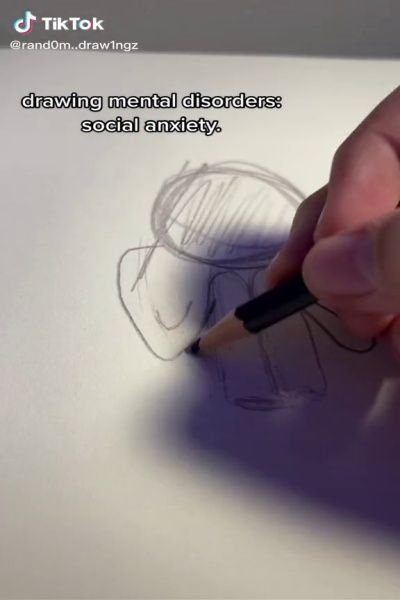 TikTok
@rand0m..draw1ngz
drawing mental disorders:
social anxiety.